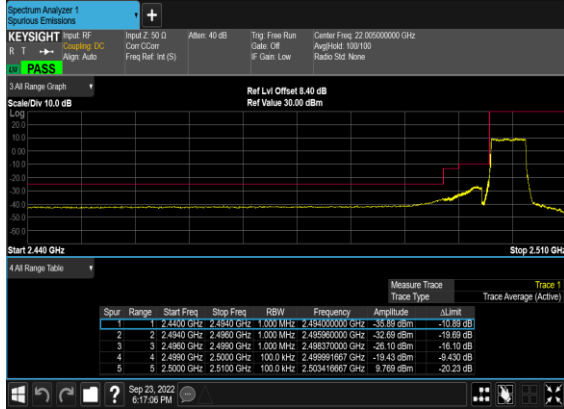 Spectrum Analyzer 1
Spurious Emissions
KEYSIGHT
R T
PASS
Input: RF
Coupling: DC
Align: Auto
Input Z: 50 Ω
Corr CCorr
Freq Ref: Int (S)
Atten: 40 dB
Trig: Free Run
Gate: Off
IF Gain: Low
Center Freq: 22.005000000 GHz
Avg|Hold: 100/100
Radio Std: None
3 All Range Graph
Scale/Div 10.0 dB
Ref Lvl Offset 8.40 dB
Ref Value 30.00 dBm
Log
20.0
10.0
0.00
-10.0
-20.0
-30.0
-40.0
-50.0
-60.0
Start 2.440 GHz
Stop 2.510 GHz
4 All Range Table
Measure Trace Trace 1
Trace Type Trace Average (Active)
Spur Range Start Freq Stop Freq RBW Frequency Amplitude ΔLimit
1 1 2.4400 GHz 2.4940 GHz 1.000 MHz 2.494000000 GHz -35.89 dBm -10.89 dB
2 2 2.4940 GHz 2.4960 GHz 1.000 MHz 2.495960000 GHz -32.69 dBm -19.69 dB
3 3 2.4960 GHz 2.4990 GHz 1.000 MHz 2.498370000 GHz -26.10 dBm -16.10 dB
4 4 2.4990 GHz 2.5000 GHz 100.0 kHz 2.499991667 GHz -19.43 dBm -9.430 dB
5 5 2.5000 GHz 2.5100 GHz 100.0 kHz 2.503416667 GHz 9.769 dBm -20.23 dB
Sep 23, 2022
6:17:06 PM